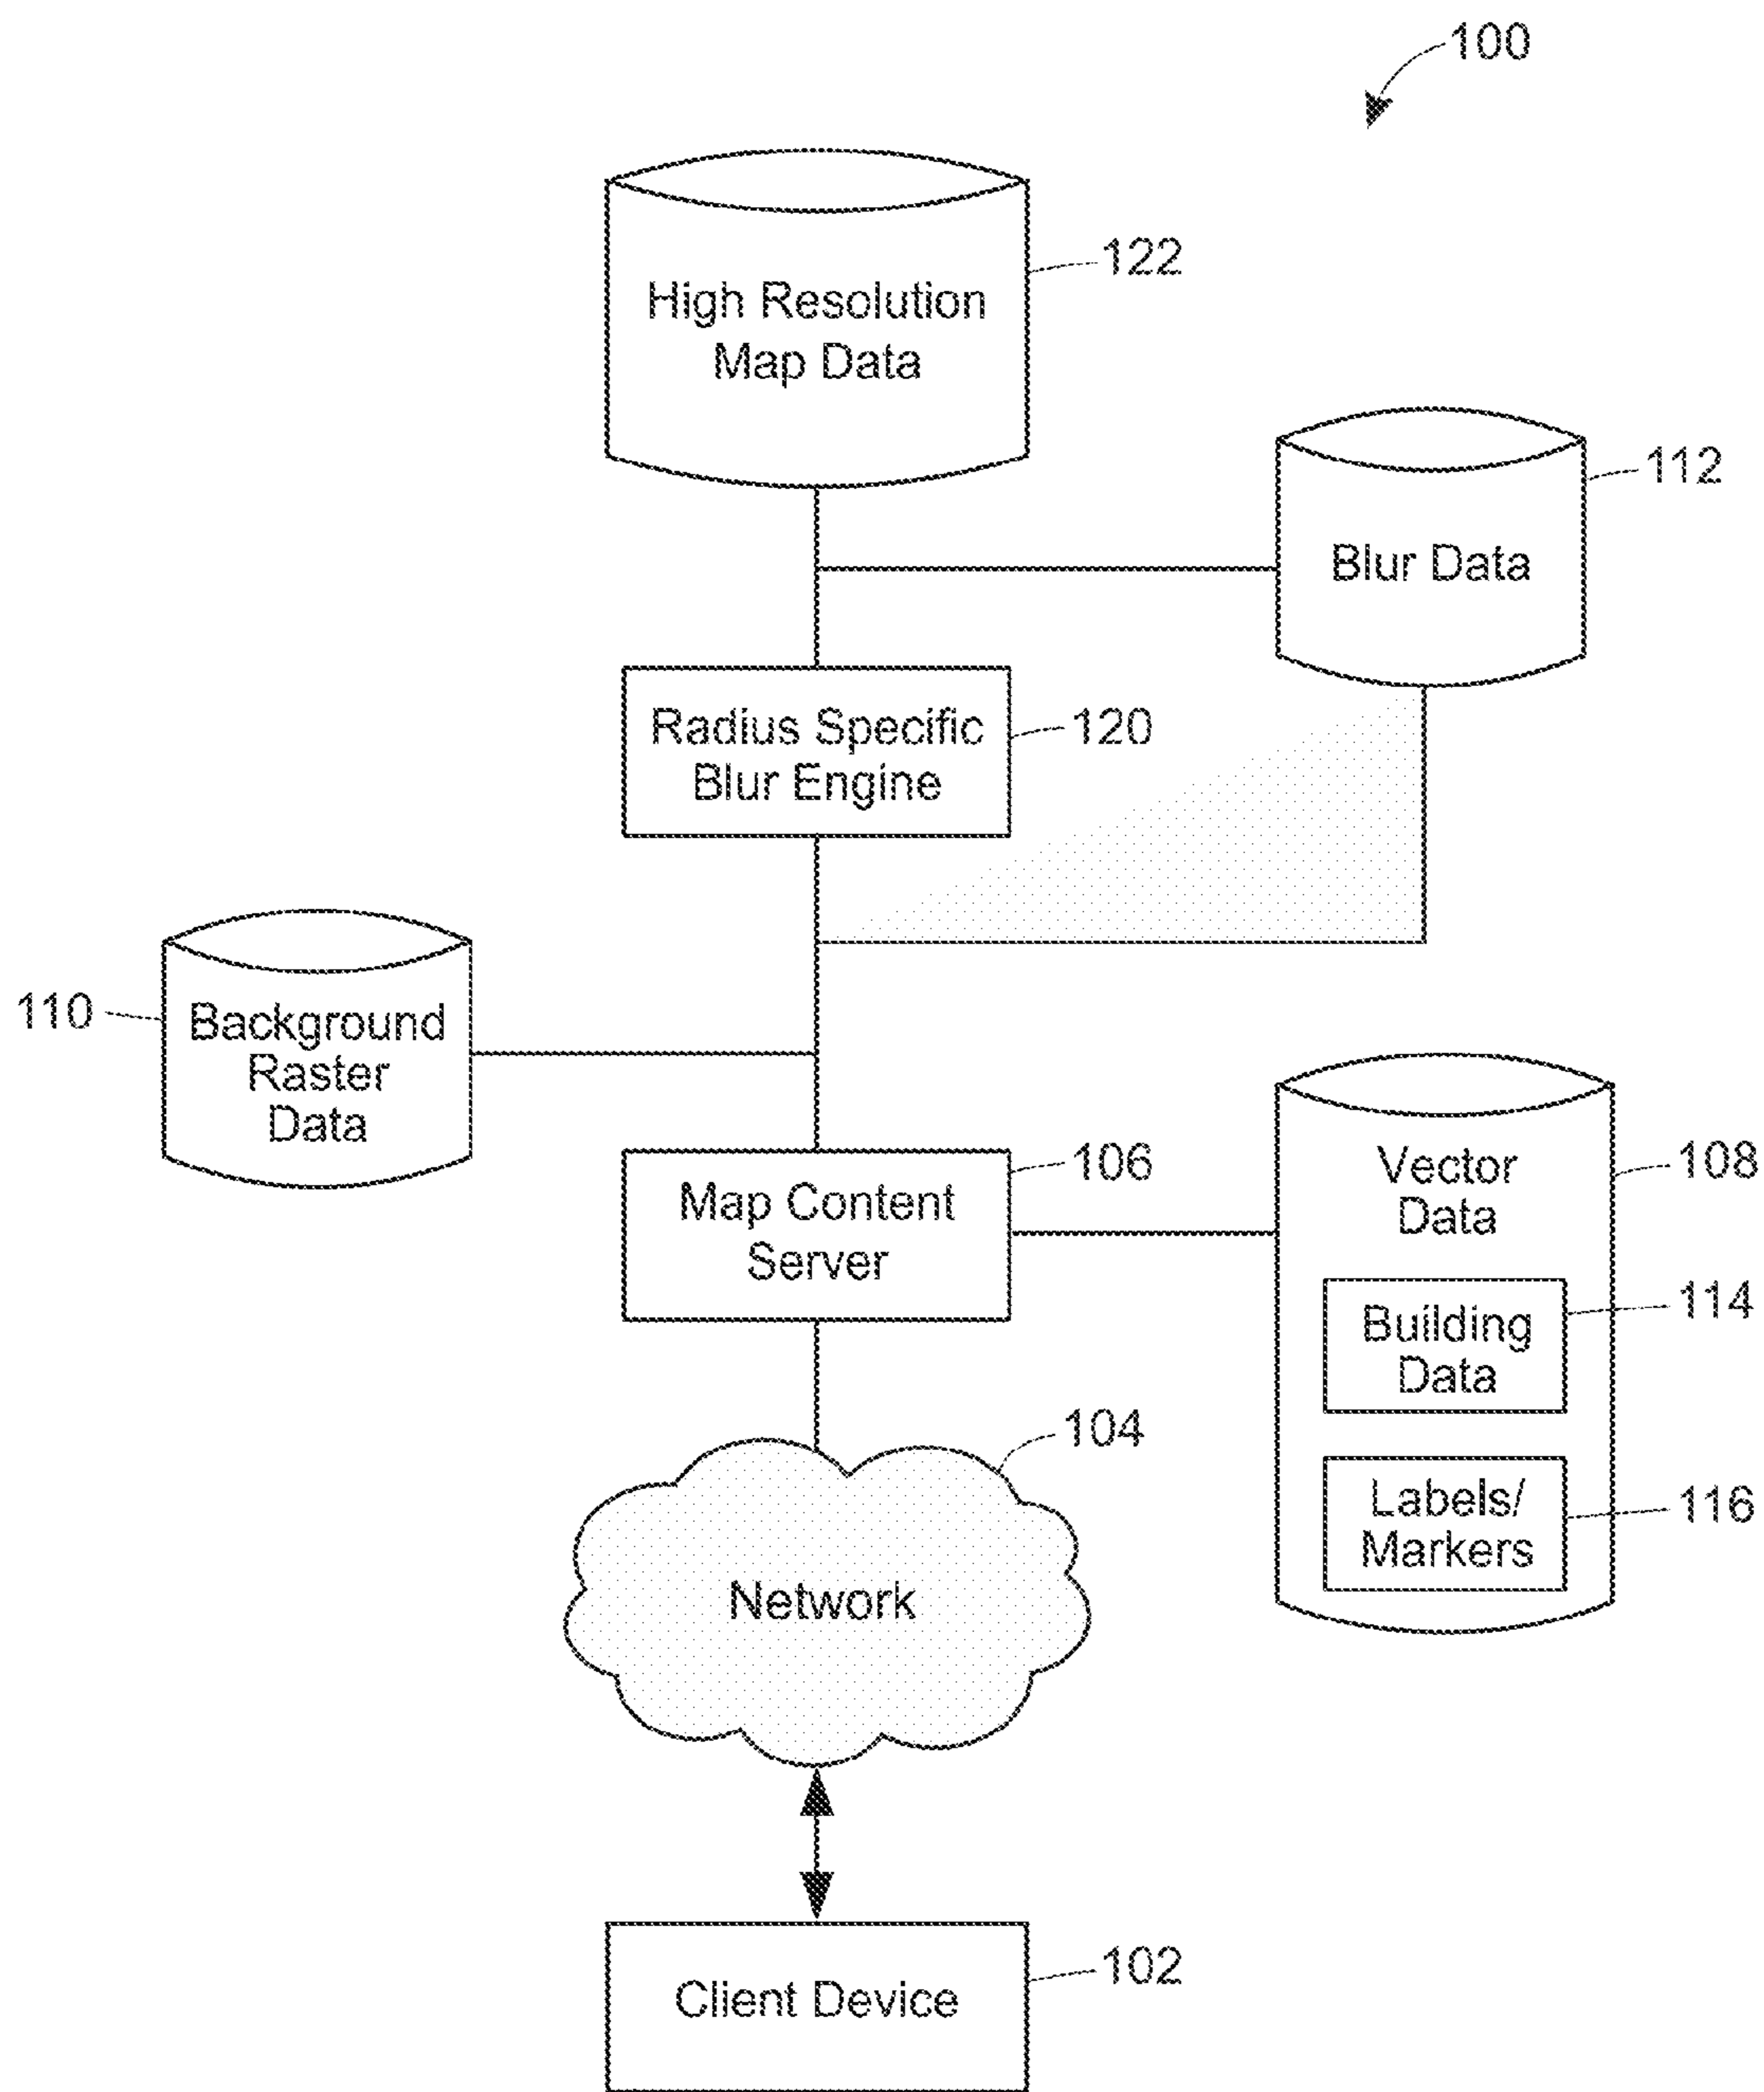 100
122
High Resolution
Map Data
112
Blur Data
Radius Specific
Blur Engine
120
110
Background
Raster
Data
106
Map Content
Server
Vector
Data
108
Building
Data
114
104
Labels/
Markers
116
Network
102
Client Device